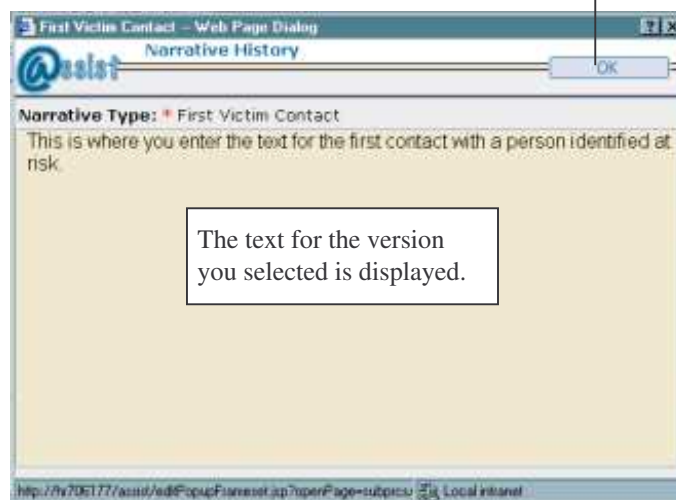 First Victim Contact -- Web Page Dialog
@ssist
Narrative History
OK
Narrative Type: * First Victim Contact
This is where you enter the text for the first contact with a person identified at
risk.
The text for the version
you selected is displayed.
Local intranet